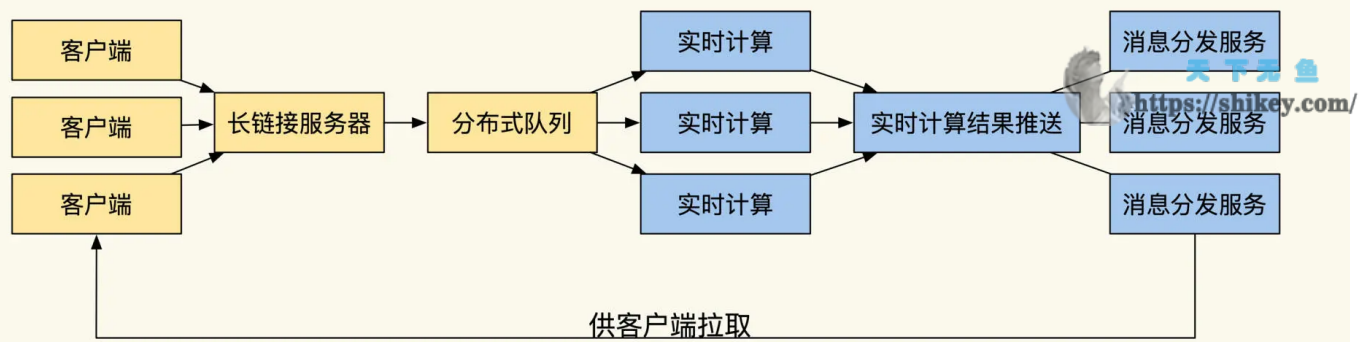 客户端
客户端
客户端
长链接服务器
分布式队列
实时计算
实时计算
实时计算
实时计算结果推送
消息分发服务
天下无鱼
https://shikey.com/
消息分发服务
消息分发服务
供客户端拉取